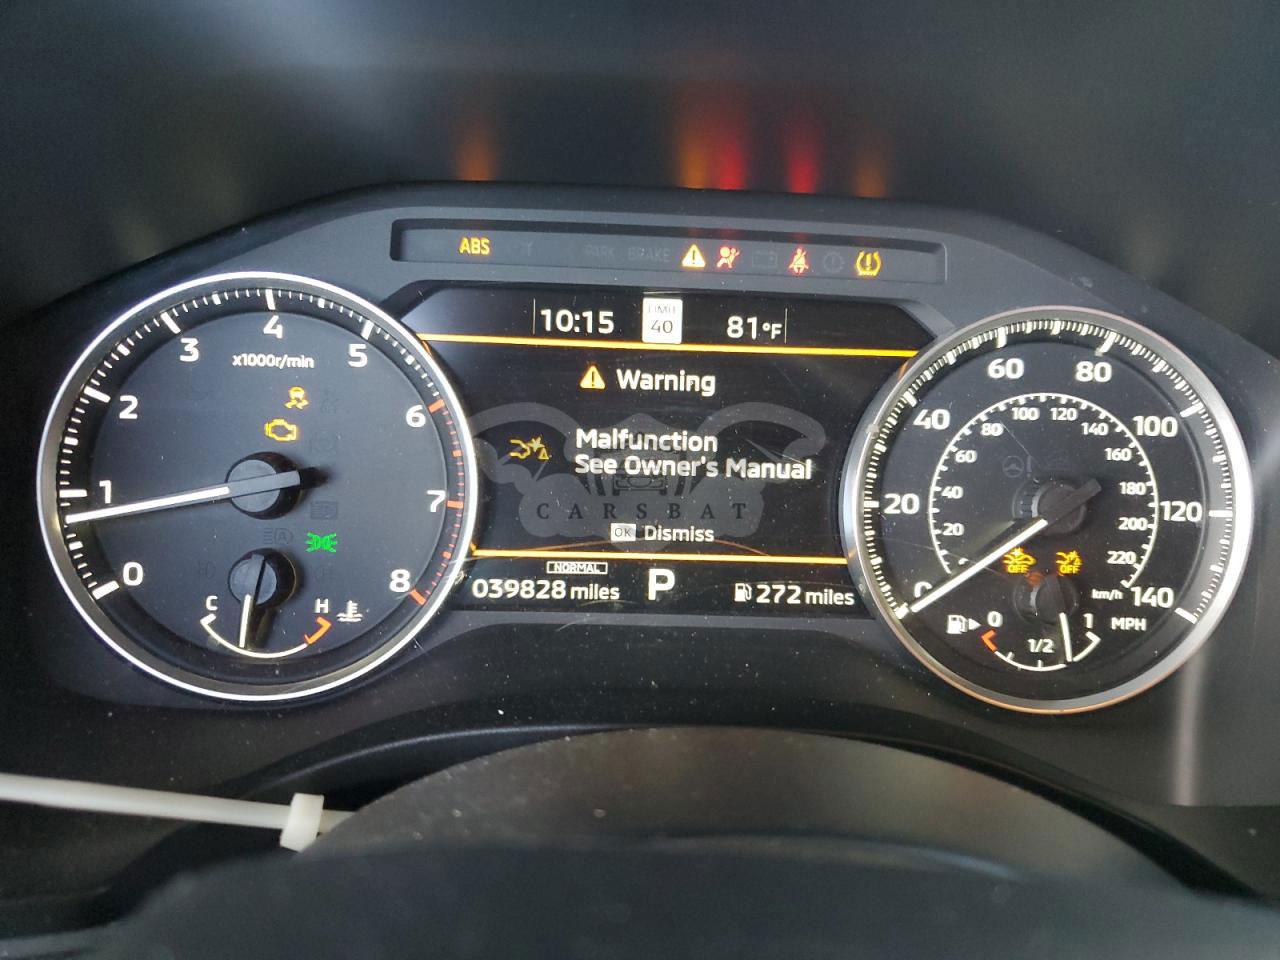 ABS
PARK BRAKE
10:15
LIMIT
40
81°F
Warning
Malfunction
See Owner's Manual
CARSBAT
OK Dismiss
NORMAL
039828 miles
P
272 miles
0
1
2
3
4
5
6
7
8
x1000r/min
C
H
0
20
40
60
80
100
120
140
MPH
20
40
60
80
100
120
140
160
180
200
220
km/h
OFF
OFF
0
1/2
1